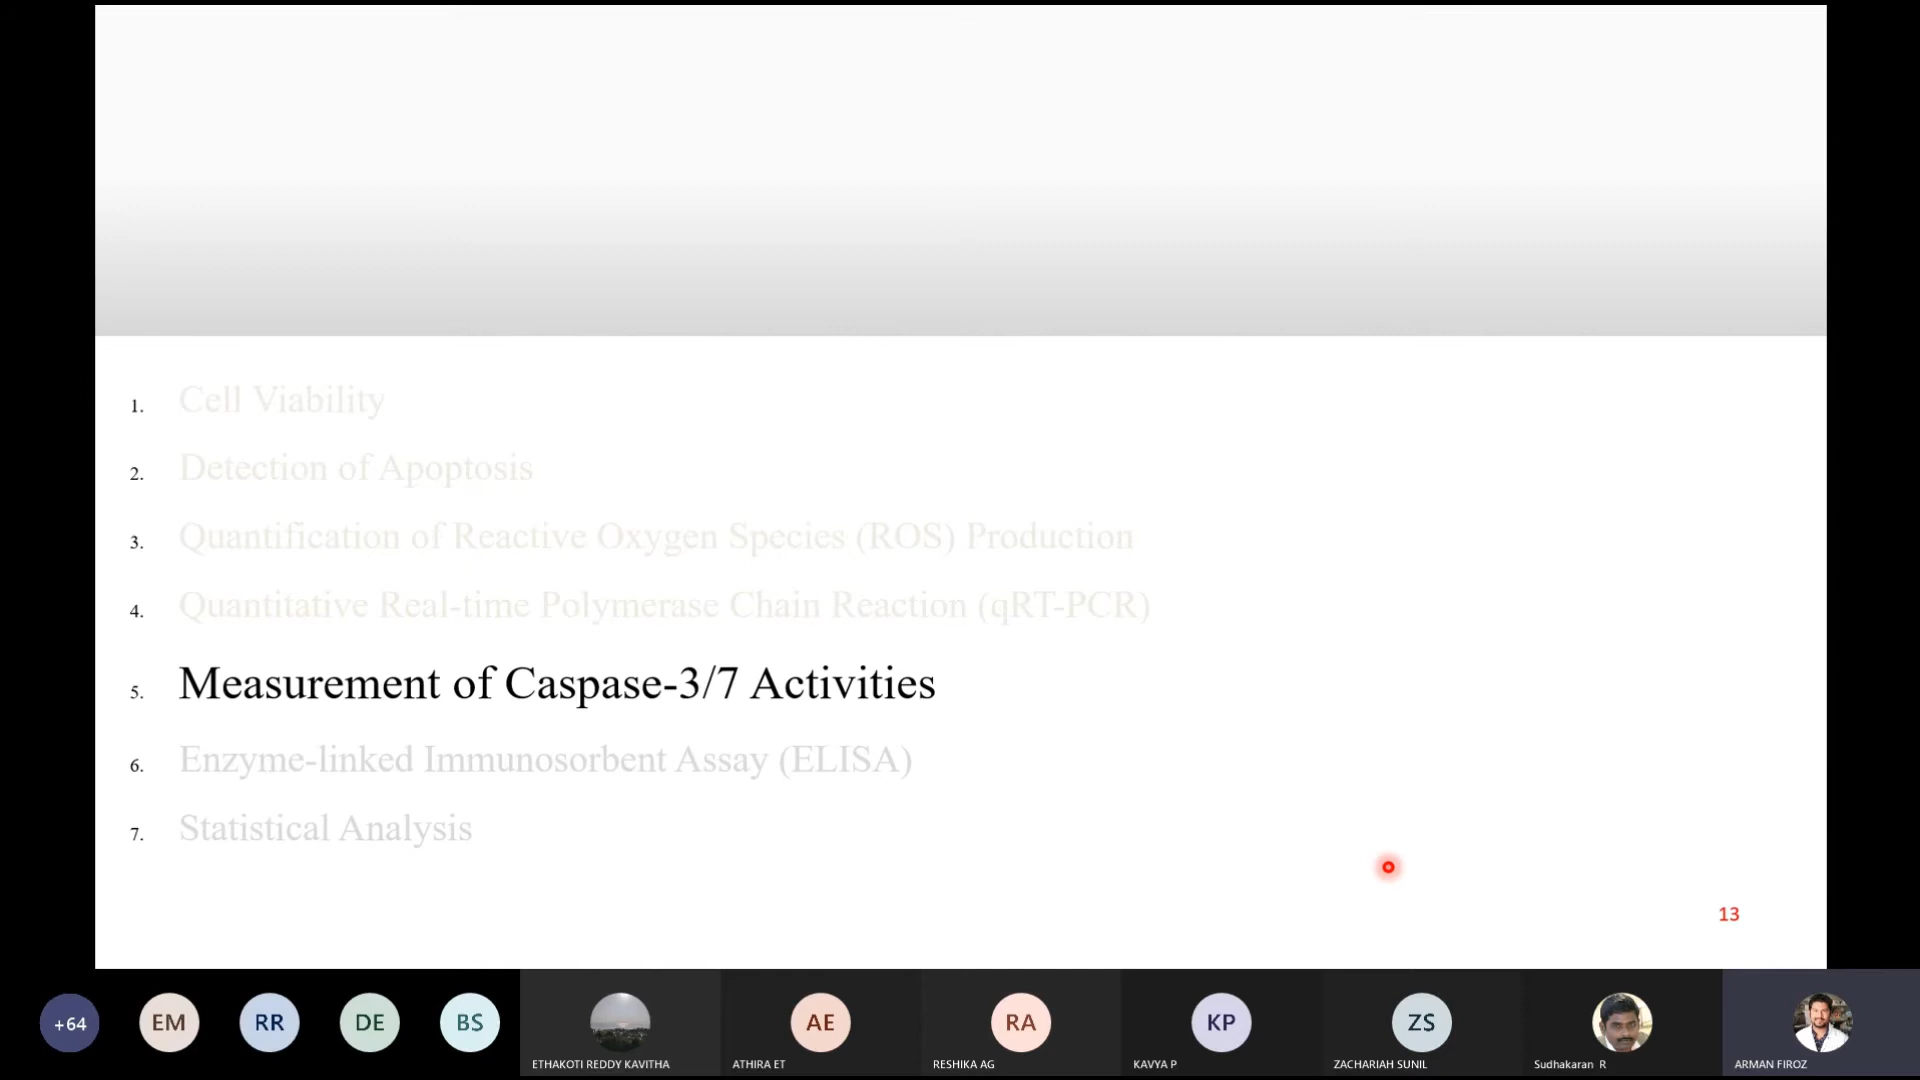 1. Cell Viability
2. Detection of Apoptosis
3. Quantification of Reactive Oxygen Species (ROS) Production
4. Quantitative Real-time Polymerase Chain Reaction (qRT-PCR)
5. Measurement of Caspase-3/7 Activities
6. Enzyme-linked Immunosorbent Assay (ELISA)
7. Statistical Analysis
13
+64 EM RR DE BS AE RA KP ZS
ETHAKOTI REDDY KAVITHA ATHIRA ET RESHIKA AG KAVYA P ZACHARIAH SUNIL Sudhakaran R ARMAN FIROZ